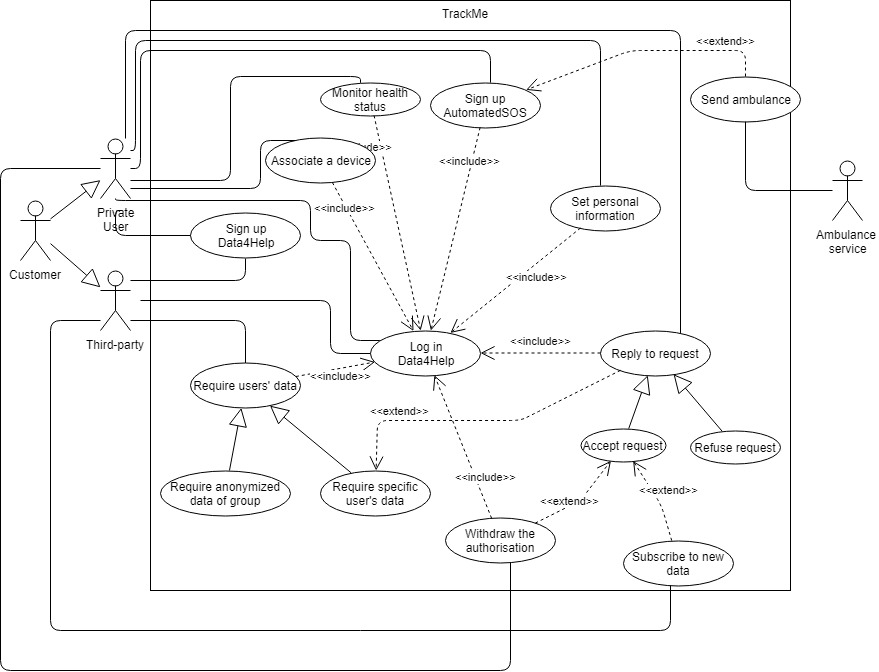 TrackMe
<<extend>>
Monitor health
status
Sign up
AutomatedSOS
Send ambulance
Associate a device
ude>>
<<include>>
<<include>>
Set personal
information
Private
User
Sign up
Data4Help
Customer
Ambulance
service
<<include>>
Third-party
Log in
Data4Help
<<include>>
Reply to request
Require users' data
<<include>>
<<extend>>
Accept request
Refuse request
Require anonymized
data of group
Require specific
user's data
<<include>>
<<extend>>
<<extend>>
Withdraw the
authorisation
Subscribe to new
data